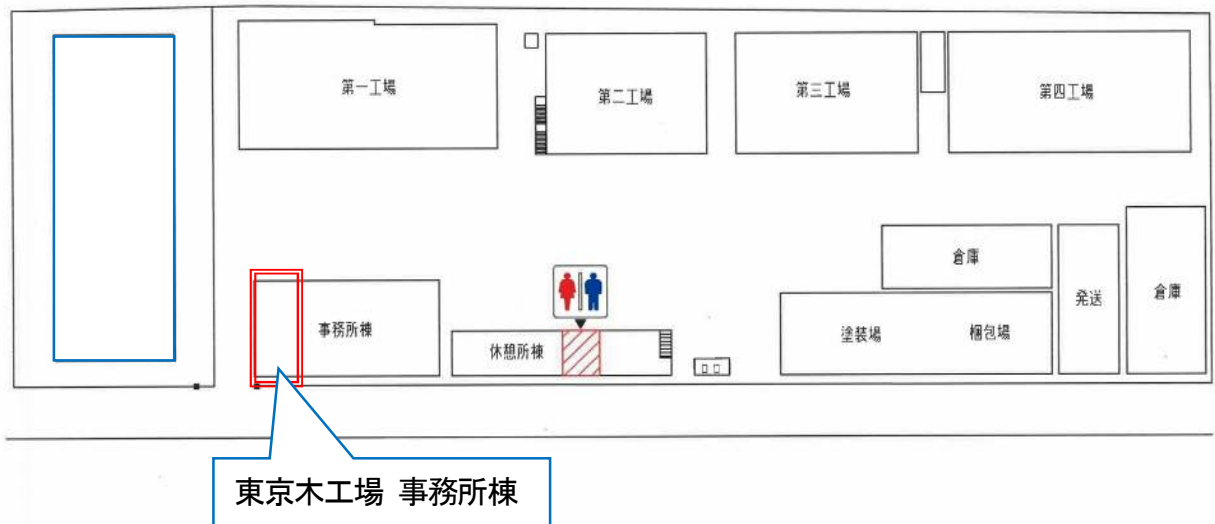 第一工場
第二工場
第三工場
第四工場
倉庫
発送
倉庫
事務所棟
休憩所棟
塗装場
梱包場
東京木工場 事務所棟